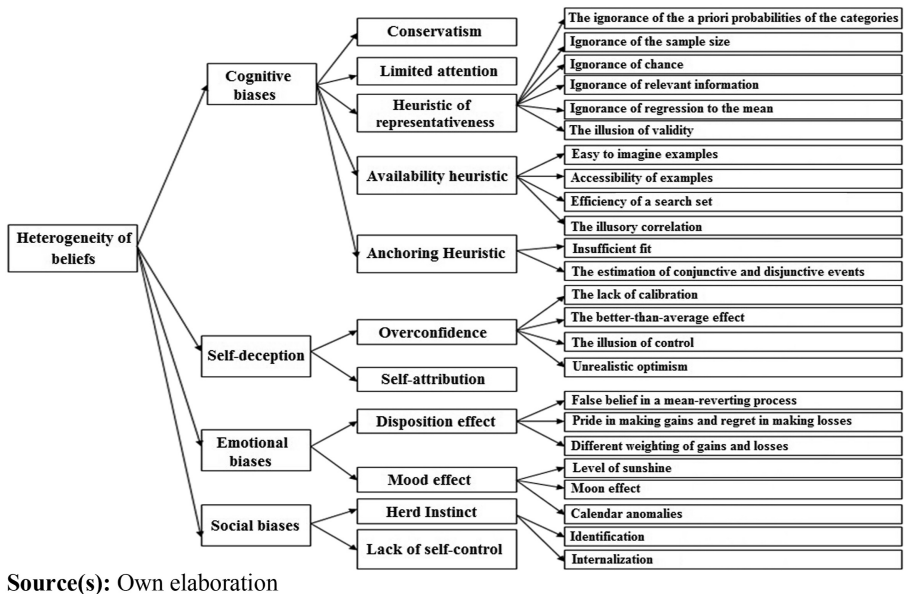 Heterogeneity of
beliefs
Cognitive
biases
Conservatism
Limited attention
Heuristic of
representativeness
The ignorance of the a priori probabilities of the categories
Ignorance of the sample size
Ignorance of chance
Ignorance of relevant information
Ignorance of regression to the mean
The illusion of validity
Availability heuristic
Easy to imagine examples
Accessibility of examples
Efficiency of a search set
The illusory correlation
Anchoring Heuristic
Insufficient fit
The estimation of conjunctive and disjunctive events
Self-deception
Overconfidence
The lack of calibration
The better-than-average effect
The illusion of control
Unrealistic optimism
Self-attribution
Emotional
biases
Disposition effect
False belief in a mean-reverting process
Pride in making gains and regret in making losses
Different weighting of gains and losses
Mood effect
Level of sunshine
Moon effect
Calendar anomalies
Social biases
Herd Instinct
Identification
Internalization
Lack of self-control
Source(s): Own elaboration